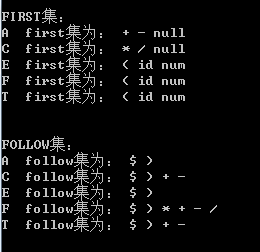 FIRST集：
A first集为： + - null
C first集为： * / null
E first集为： ( id num
F first集为： ( id num
T first集为： ( id num
FOLLOW集：
A follow集为： $ )
C follow集为： $ ) + -
E follow集为： $ )
F follow集为： $ ) * + - /
T follow集为： $ ) + -